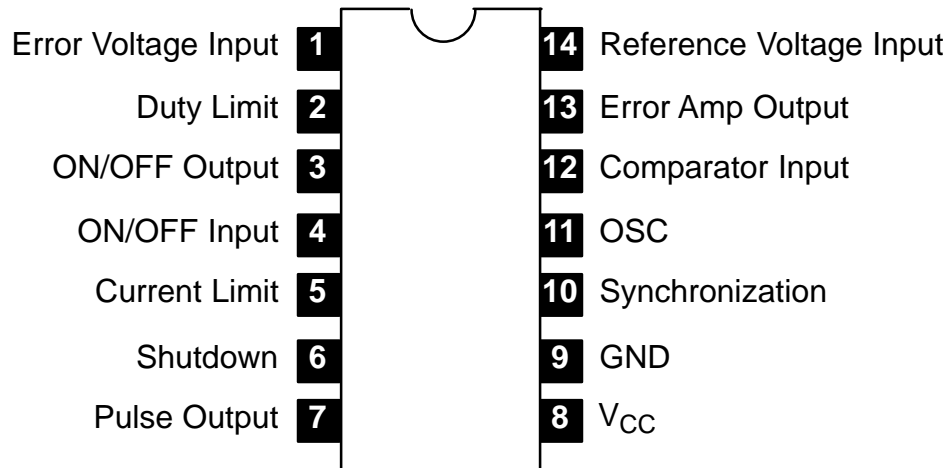 Error Voltage Input 1 14 Reference Voltage Input
Duty Limit 2 13 Error Amp Output
ON/OFF Output 3 12 Comparator Input
ON/OFF Input 4 11 OSC
Current Limit 5 10 Synchronization
Shutdown 6 9 GND
Pulse Output 7 8 VCC